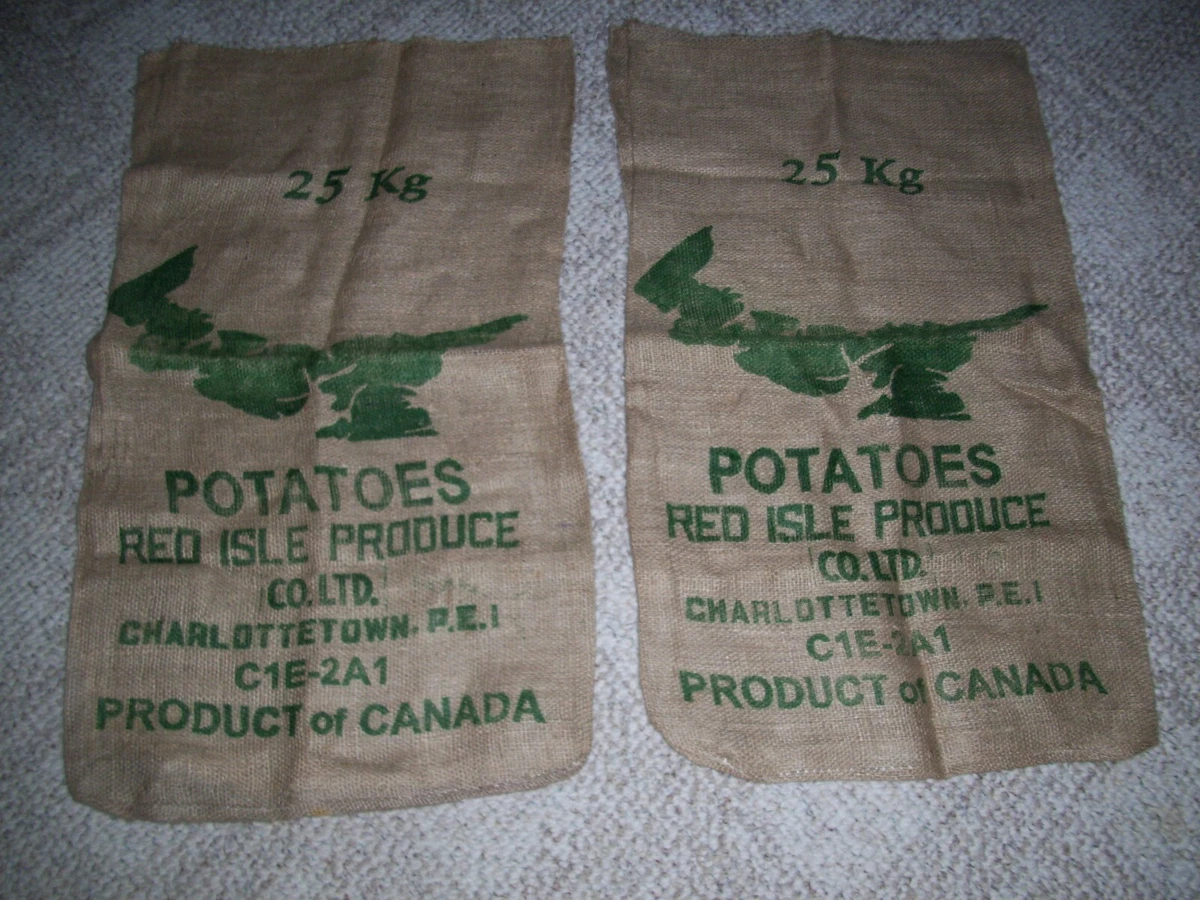 25 Kg
POTATOES
RED ISLE PRODUCE
CO. LTD.
CHARLOTTETOWN, P.E.I
C1E-2A1
PRODUCT of CANADA
25 Kg
POTATOES
RED ISLE PRODUCE
CO. LTD.
CHARLOTTETOWN, P.E.I
C1E-2A1
PRODUCT of CANADA